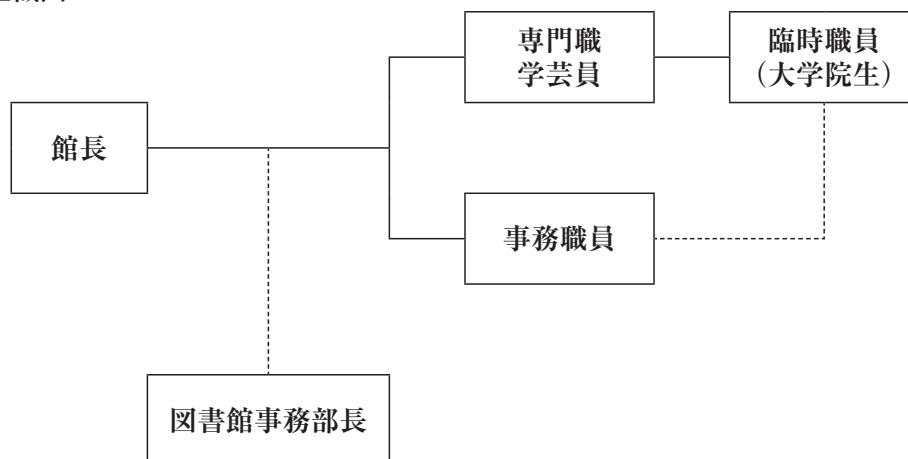 専門職
学芸員
臨時職員
（大学院生）
館長
事務職員
図書館事務部長